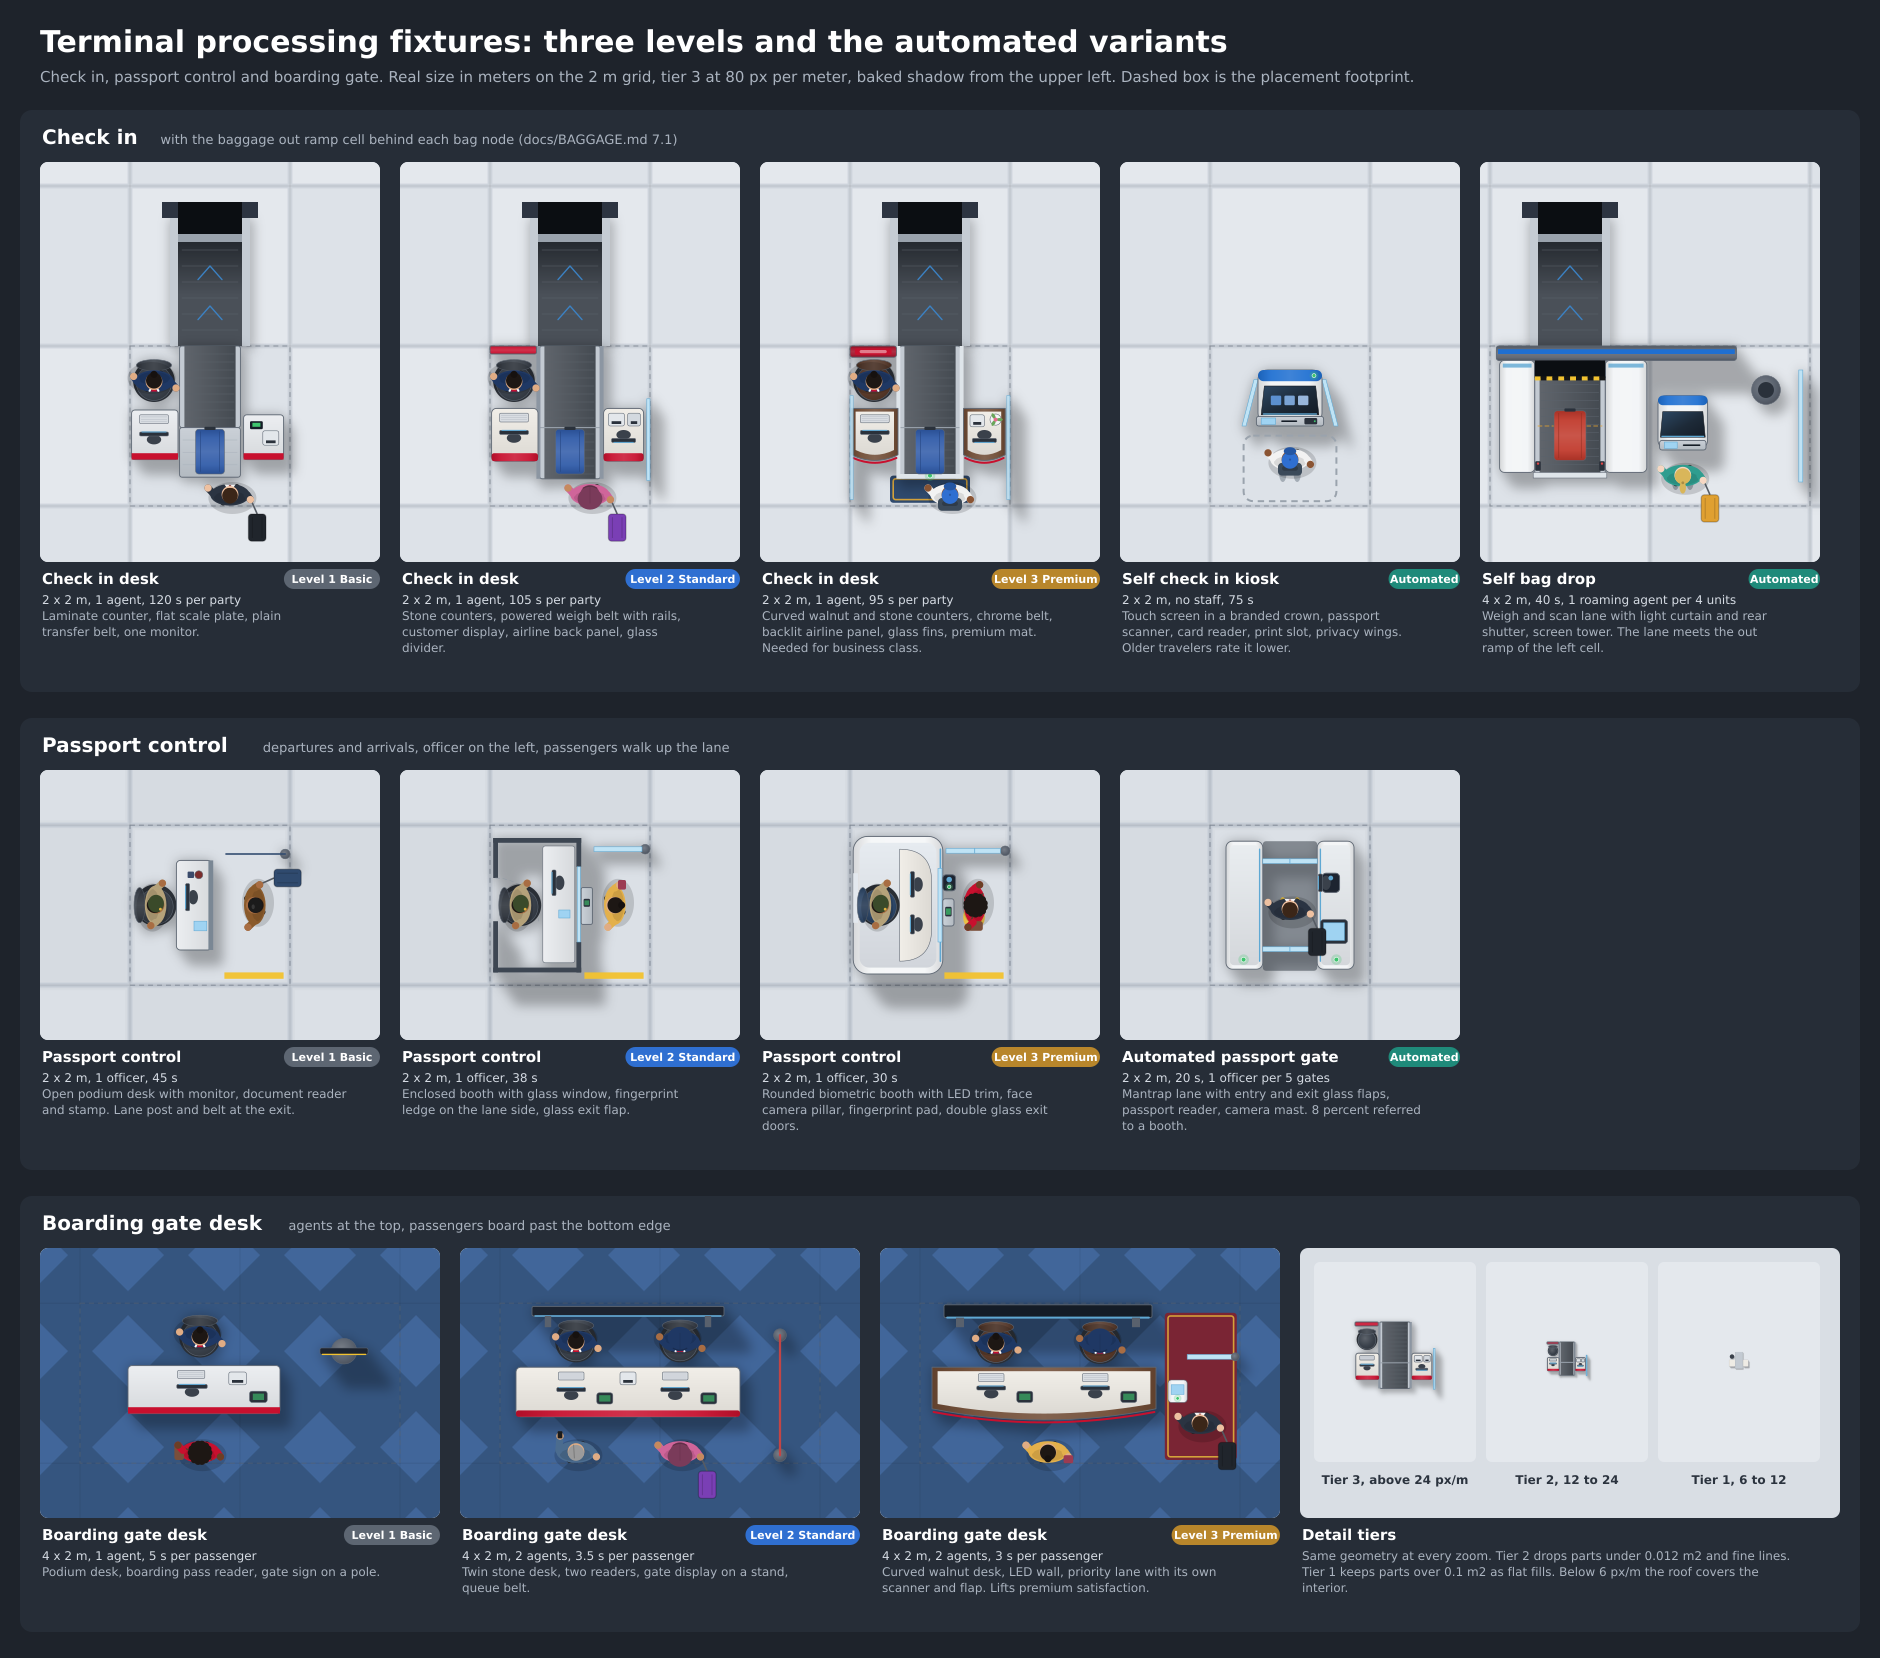 Terminal processing fixtures: three levels and the automated variants
Check in, passport control and boarding gate. Real size in meters on the 2 m grid, tier 3 at 80 px per meter, baked shadow from the upper left. Dashed box is the placement footprint.
Check in with the baggage out ramp cell behind each bag node (docs/BAGGAGE.md 7.1)
Check in desk Level 1 Basic
2 x 2 m, 1 agent, 120 s per party
Laminate counter, flat scale plate, plain
transfer belt, one monitor.
Check in desk Level 2 Standard
2 x 2 m, 1 agent, 105 s per party
Stone counters, powered weigh belt with rails,
customer display, airline back panel, glass
divider.
Check in desk Level 3 Premium
2 x 2 m, 1 agent, 95 s per party
Curved walnut and stone counters, chrome belt,
backlit airline panel, glass fins, premium mat.
Needed for business class.
Self check in kiosk Automated
2 x 2 m, no staff, 75 s
Touch screen in a branded crown, passport
scanner, card reader, print slot, privacy wings.
Older travelers rate it lower.
Self bag drop Automated
4 x 2 m, 40 s, 1 roaming agent per 4 units
Weigh and scan lane with light curtain and rear
shutter, screen tower. The lane meets the out
ramp of the left cell.
Passport control departures and arrivals, officer on the left, passengers walk up the lane
Passport control Level 1 Basic
2 x 2 m, 1 officer, 45 s
Open podium desk with monitor, document reader
and stamp. Lane post and belt at the exit.
Passport control Level 2 Standard
2 x 2 m, 1 officer, 38 s
Enclosed booth with glass window, fingerprint
ledge on the lane side, glass exit flap.
Passport control Level 3 Premium
2 x 2 m, 1 officer, 30 s
Rounded biometric booth with LED trim, face
camera pillar, fingerprint pad, double glass exit
doors.
Automated passport gate Automated
2 x 2 m, 20 s, 1 officer per 5 gates
Mantrap lane with entry and exit glass flaps,
passport reader, camera mast. 8 percent referred
to a booth.
Boarding gate desk agents at the top, passengers board past the bottom edge
Boarding gate desk Level 1 Basic
4 x 2 m, 1 agent, 5 s per passenger
Podium desk, boarding pass reader, gate sign on a pole.
Boarding gate desk Level 2 Standard
4 x 2 m, 2 agents, 3.5 s per passenger
Twin stone desk, two readers, gate display on a stand,
queue belt.
Boarding gate desk Level 3 Premium
4 x 2 m, 2 agents, 3 s per passenger
Curved walnut desk, LED wall, priority lane with its own
scanner and flap. Lifts premium satisfaction.
Tier 3, above 24 px/m
Tier 2, 12 to 24
Tier 1, 6 to 12
Detail tiers
Same geometry at every zoom. Tier 2 drops parts under 0.012 m2 and fine lines.
Tier 1 keeps parts over 0.1 m2 as flat fills. Below 6 px/m the roof covers the
interior.